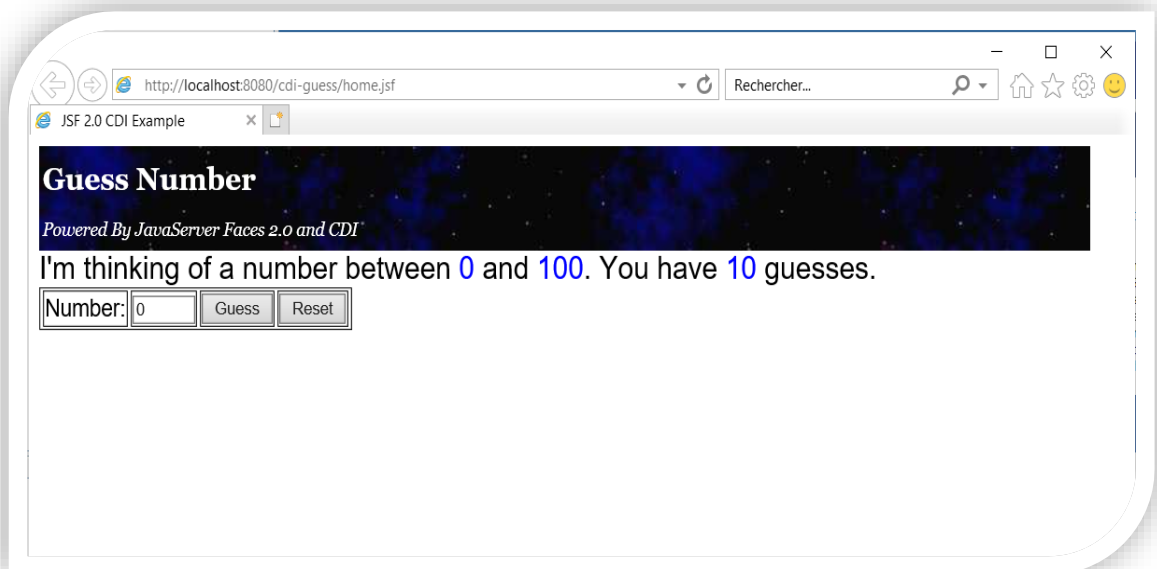 http://localhost:8080/cdi-guess/home.jsf
Rechercher...
JSF 2.0 CDI Example
Guess Number
Powered By JavaServer Faces 2.0 and CDI
I'm thinking of a number between 0 and 100. You have 10 guesses.
Number: 0 Guess Reset